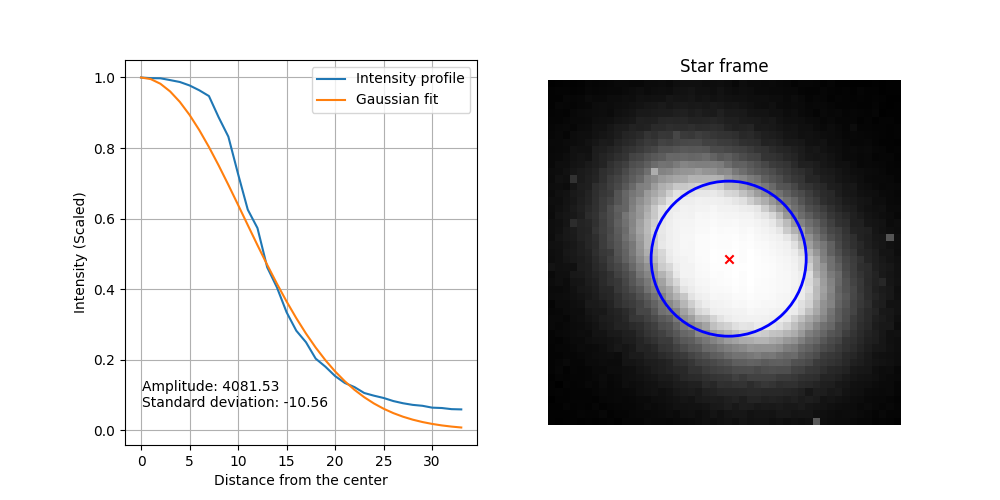 Star frame
Intensity profile
Gaussian fit
1.0
0.8
0.6
0.4
0.2
0.0
Intensity (Scaled)
Amplitude: 4081.53
Standard deviation: -10.56
0 5 10 15 20 25 30
Distance from the center